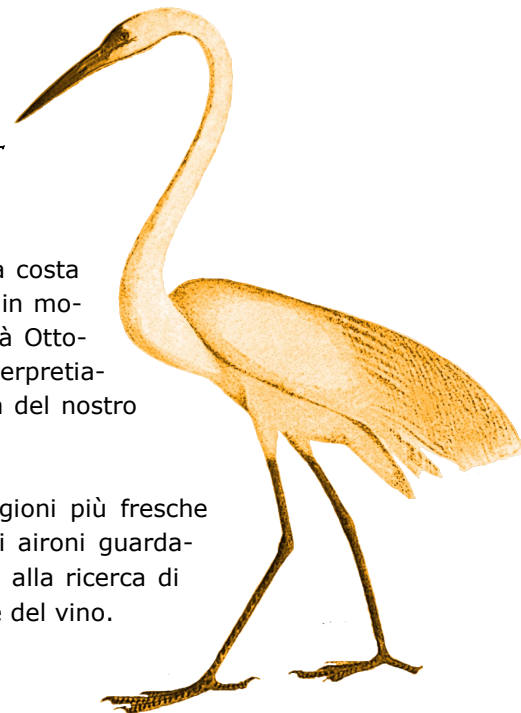 a costa
in mo-
à Otto-
erpretia-
del nostro
gioni più fresche
i aironi guarda-
alla ricerca di
e del vino.